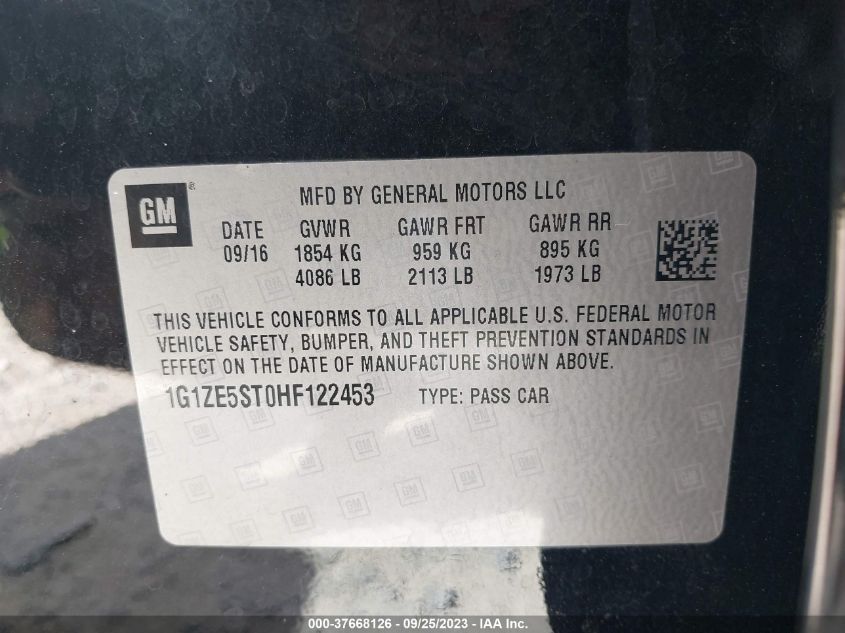 GM ®
MFD BY GENERAL MOTORS LLC
DATE GVWR GAWR FRT GAWR RR
09/16 1854 KG 959 KG 895 KG
4086 LB 2113 LB 1973 LB
THIS VEHICLE CONFORMS TO ALL APPLICABLE U.S. FEDERAL MOTOR
VEHICLE SAFETY, BUMPER, AND THEFT PREVENTION STANDARDS IN
EFFECT ON THE DATE OF MANUFACTURE SHOWN ABOVE.
1G1ZE5ST0HF122453 TYPE: PASS CAR
000-37668126 - 09/25/2023 - IAA Inc.